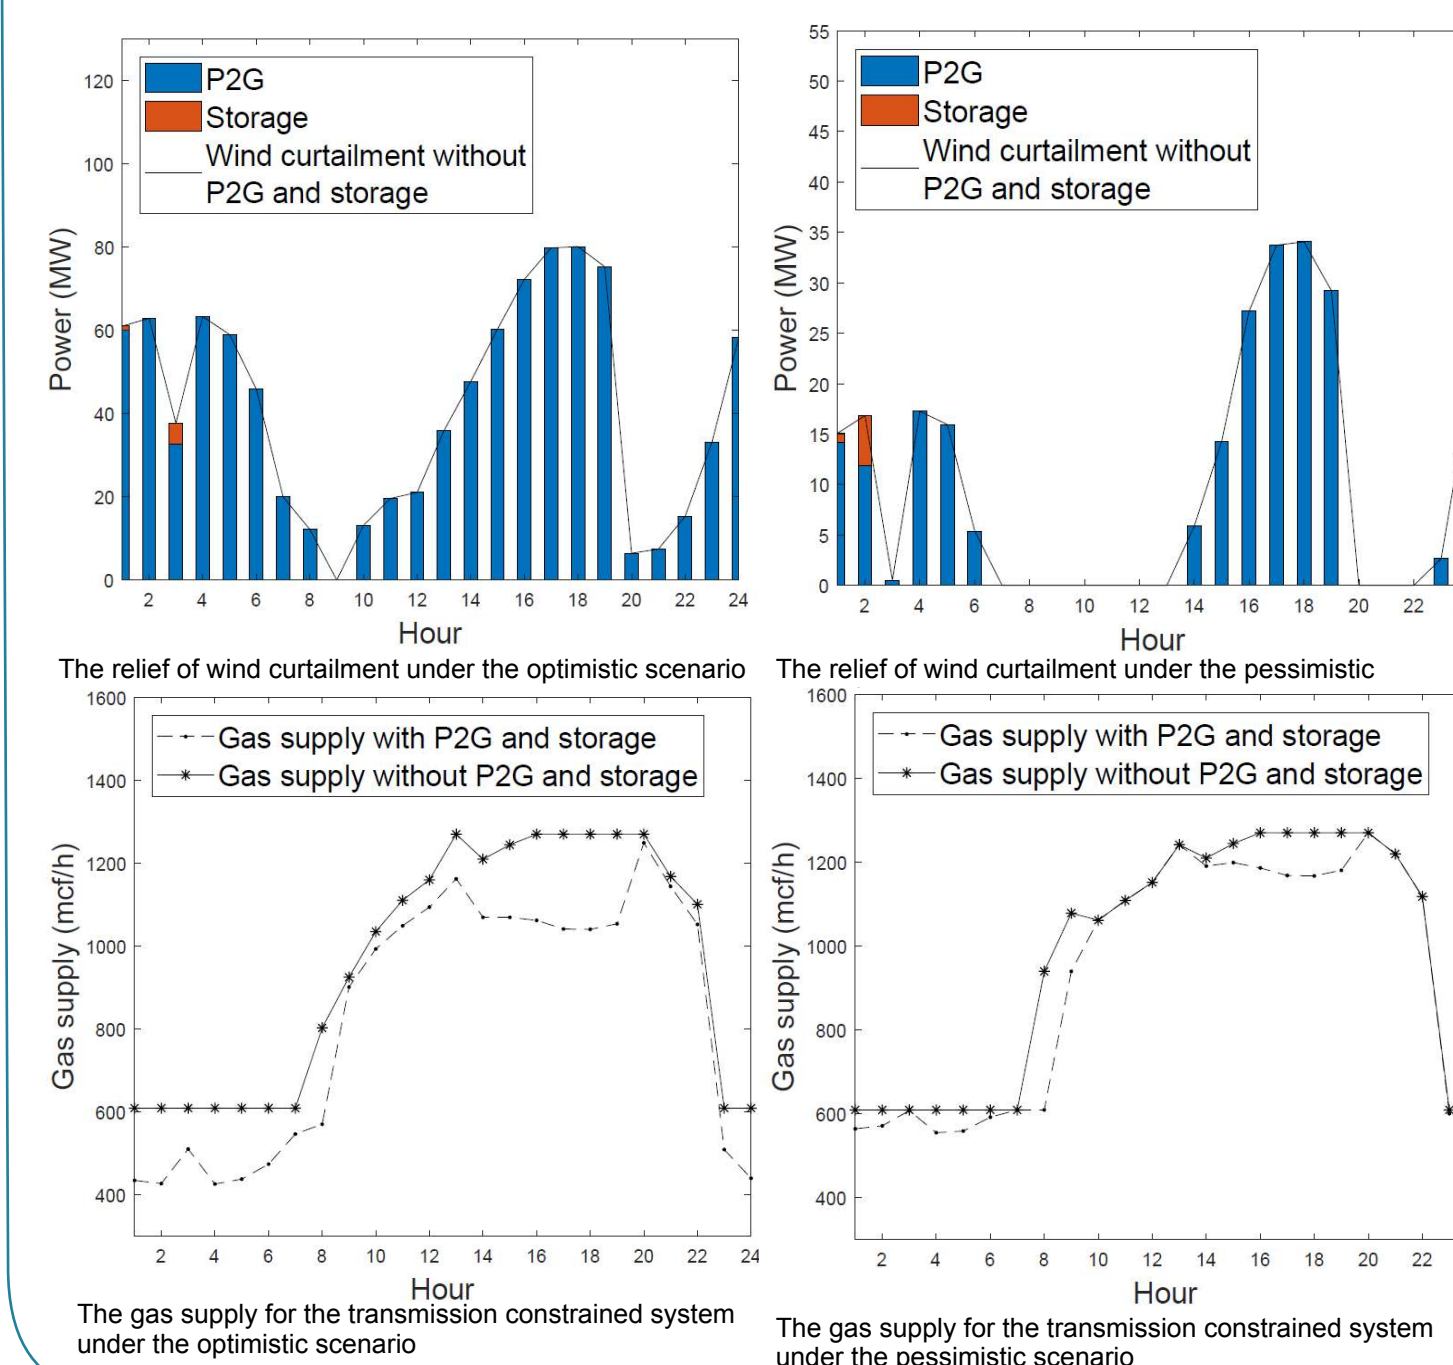 120
100
80
60
40
20
0
P2G
Storage
Wind curtailment without
P2G and storage
Power (MW)
2 4 6 8 10 12 14 16 18 20 22 24
Hour
The relief of wind curtailment under the optimistic scenario
55
50
45
40
35
30
25
20
15
10
5
0
P2G
Storage
Wind curtailment without
P2G and storage
Power (MW)
2 4 6 8 10 12 14 16 18 20 22
Hour
The relief of wind curtailment under the pessimistic
1600
1400
1200
1000
800
600
400
Gas supply with P2G and storage
Gas supply without P2G and storage
Gas supply (mcf/h)
2 4 6 8 10 12 14 16 18 20 22 24
Hour
The gas supply for the transmission constrained system
under the optimistic scenario
1600
1400
1200
1000
800
600
400
Gas supply with P2G and storage
Gas supply without P2G and storage
Gas supply (mcf/h)
2 4 6 8 10 12 14 16 18 20 22
Hour
The gas supply for the transmission constrained system
under the pessimistic scenario